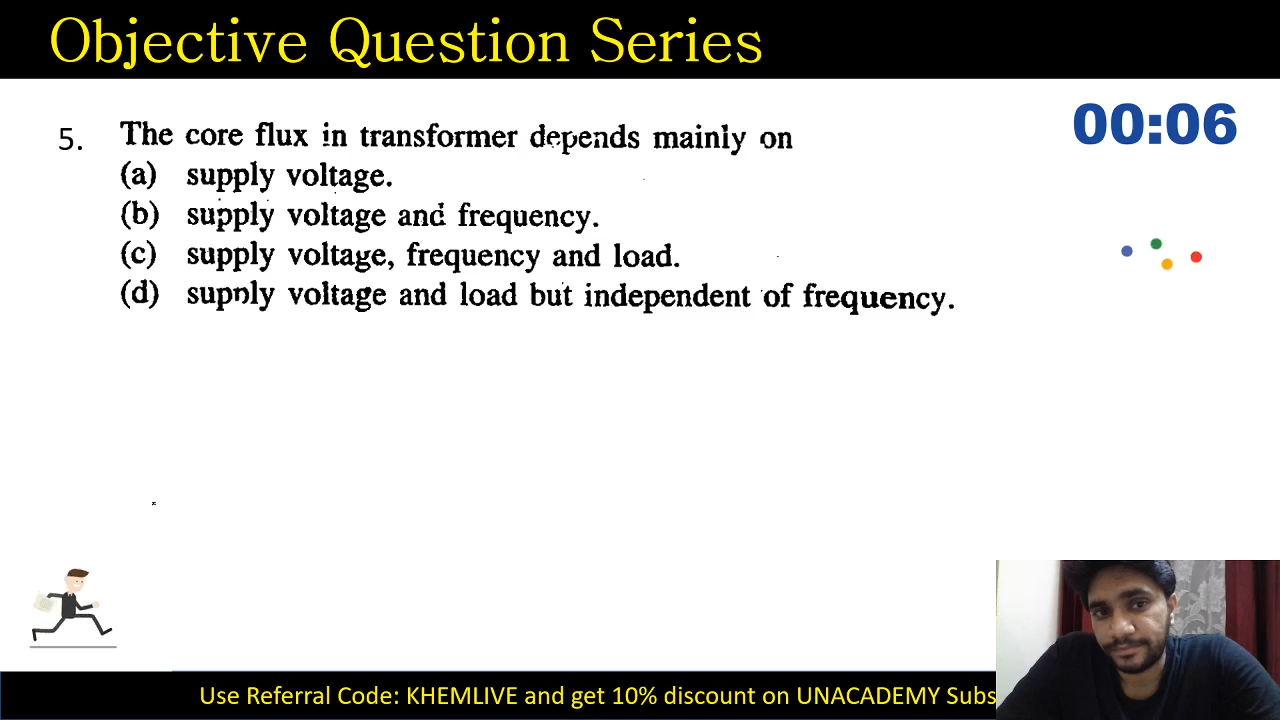 Objective Question Series
00:06
5. The core flux in transformer depends mainly on
(a) supply voltage.
(b) supply voltage and frequency.
(c) supply voltage, frequency and load.
(d) supply voltage and load but independent of frequency.
Use Referral Code: KHEMLIVE and get 10% discount on UNACADEMY Subs